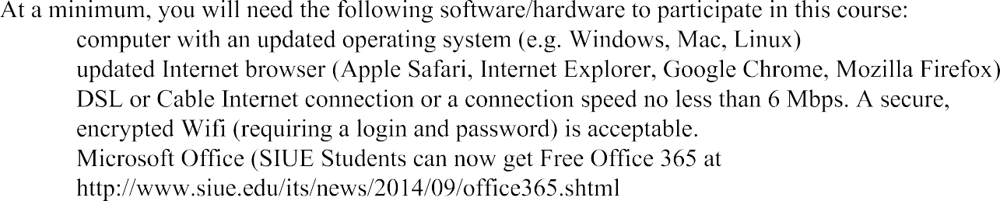 At a minimum, you will need the following software/hardware to participate in this course:
computer with an updated operating system (e.g. Windows, Mac, Linux)
updated Internet browser (Apple Safari, Internet Explorer, Google Chrome, Mozilla Firefox)
DSL or Cable Internet connection or a connection speed no less than 6 Mbps. A secure,
encrypted Wifi (requiring a login and password) is acceptable.
Microsoft Office (SIUE Students can now get Free Office 365 at
http://www.siue.edu/its/news/2014/09/office365.shtml